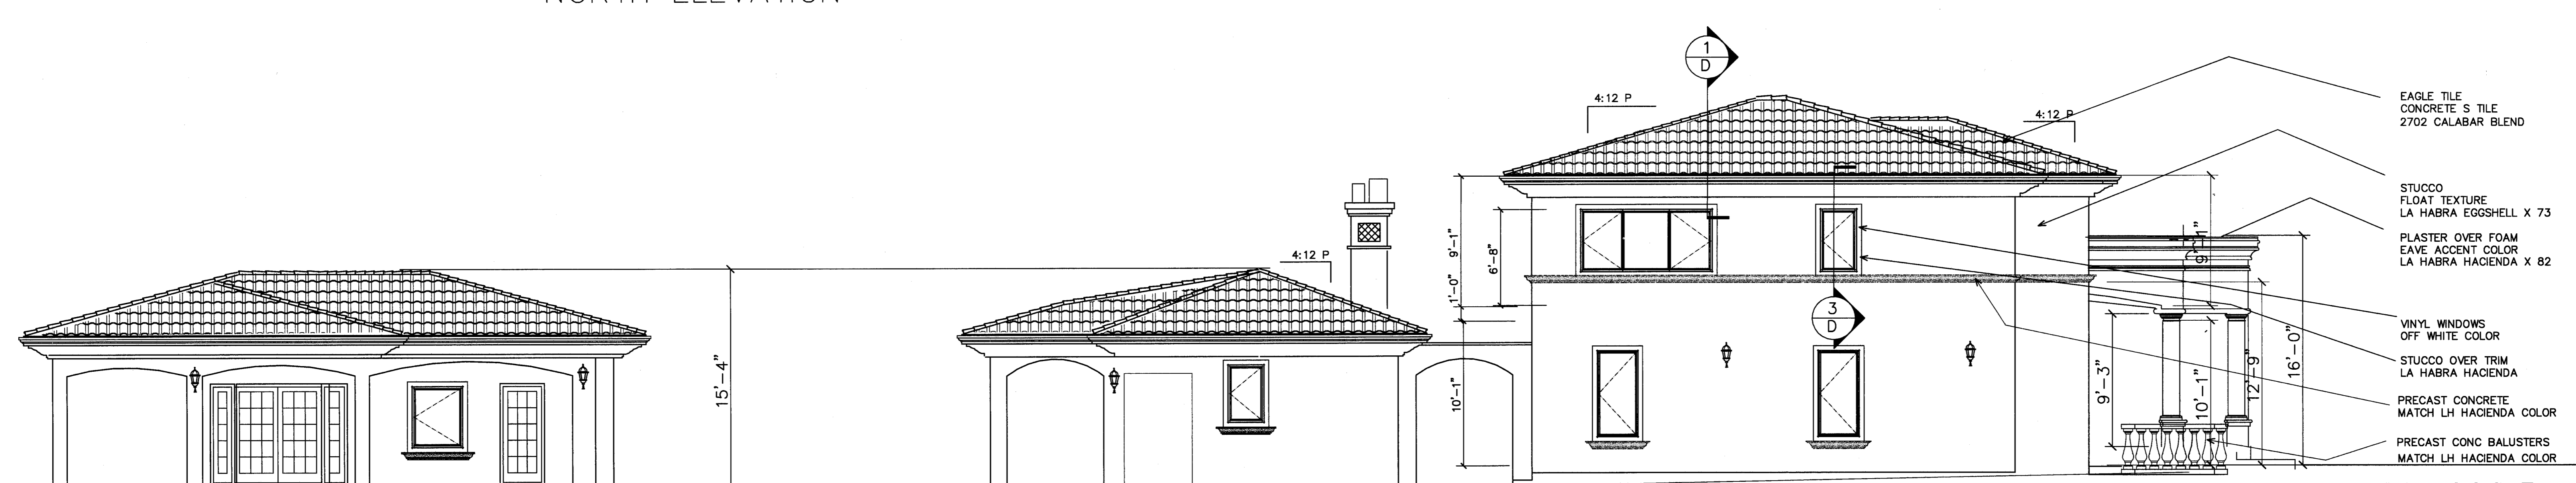 NORTH ELEVATION
1
D
4:12 P
4:12 P
4:12 P
EAGLE TILE
CONCRETE S TILE
2702 CALABAR BLEND
STUCCO
FLOAT TEXTURE
LA HABRA EGGSHELL X 73
PLASTER OVER FOAM
EAVE ACCENT COLOR
LA HABRA HACIENDA X 82
VINYL WINDOWS
OFF WHITE COLOR
STUCCO OVER TRIM
LA HABRA HACIENDA
PRECAST CONCRETE
MATCH LH HACIENDA COLOR
PRECAST CONC BALUSTERS
MATCH LH HACIENDA COLOR
3
D
15'-4"
9'-1"
1'-0"
6'-8"
10'-1"
9'-1"
9'-3"
10'-1"
12'-9"
16'-0"